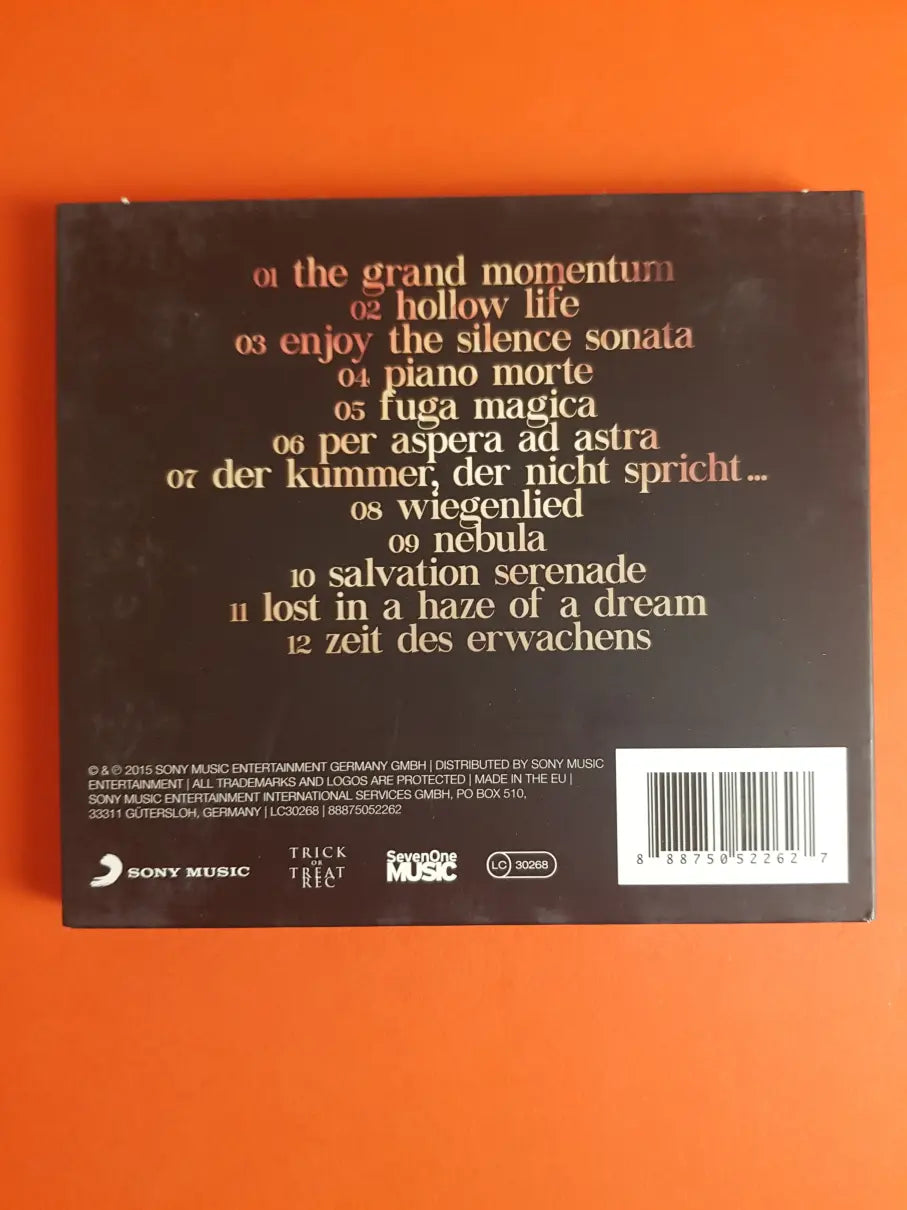 01 the grand momentum
02 hollow life
03 enjoy the silence sonata
04 piano morte
05 fuga magica
06 per aspera ad astra
07 der kummer, der nicht spricht...
08 wiegenlied
09 nebula
10 salvation serenade
11 lost in a haze of a dream
12 zeit des erwachens
© & ℗ 2015 SONY MUSIC ENTERTAINMENT GERMANY GMBH | DISTRIBUTED BY SONY MUSIC
ENTERTAINMENT | ALL TRADEMARKS AND LOGOS ARE PROTECTED | MADE IN THE EU |
SONY MUSIC ENTERTAINMENT INTERNATIONAL SERVICES GMBH, PO BOX 510,
33311 GÜTERSLOH, GERMANY | LC30268 | 88875052262
SONY MUSIC
TRICK
OR
TREAT
REC
SevenOne
MUSIC
LC 30268
8 88750 52262 7